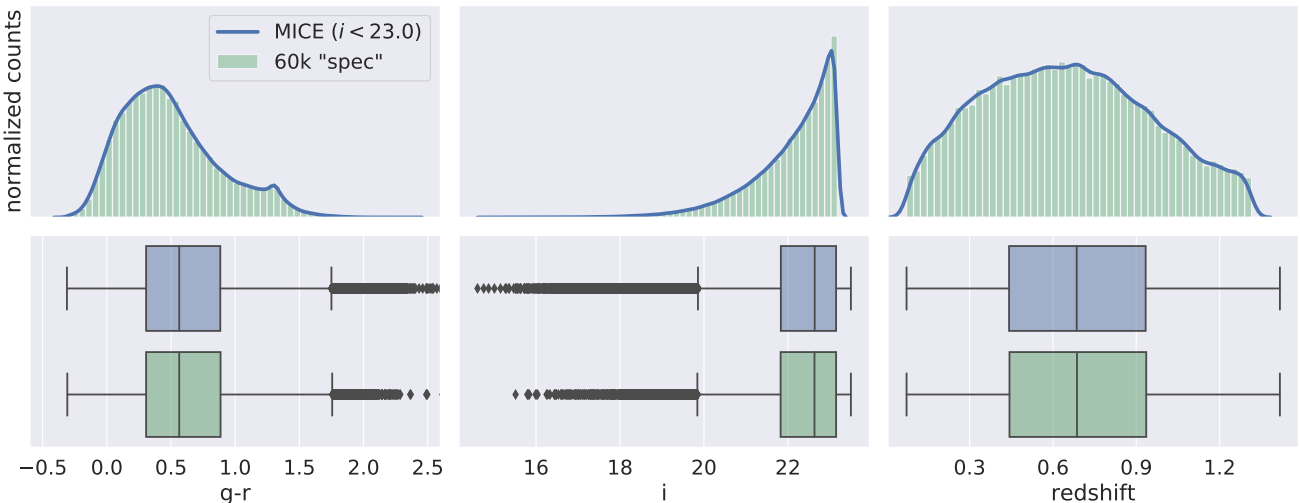 normalized counts
MICE (i < 23.0)
60k "spec"
−0.5 0.0 0.5 1.0 1.5 2.0 2.5
g-r
16 18 20 22
i
0.3 0.6 0.9 1.2
redshift